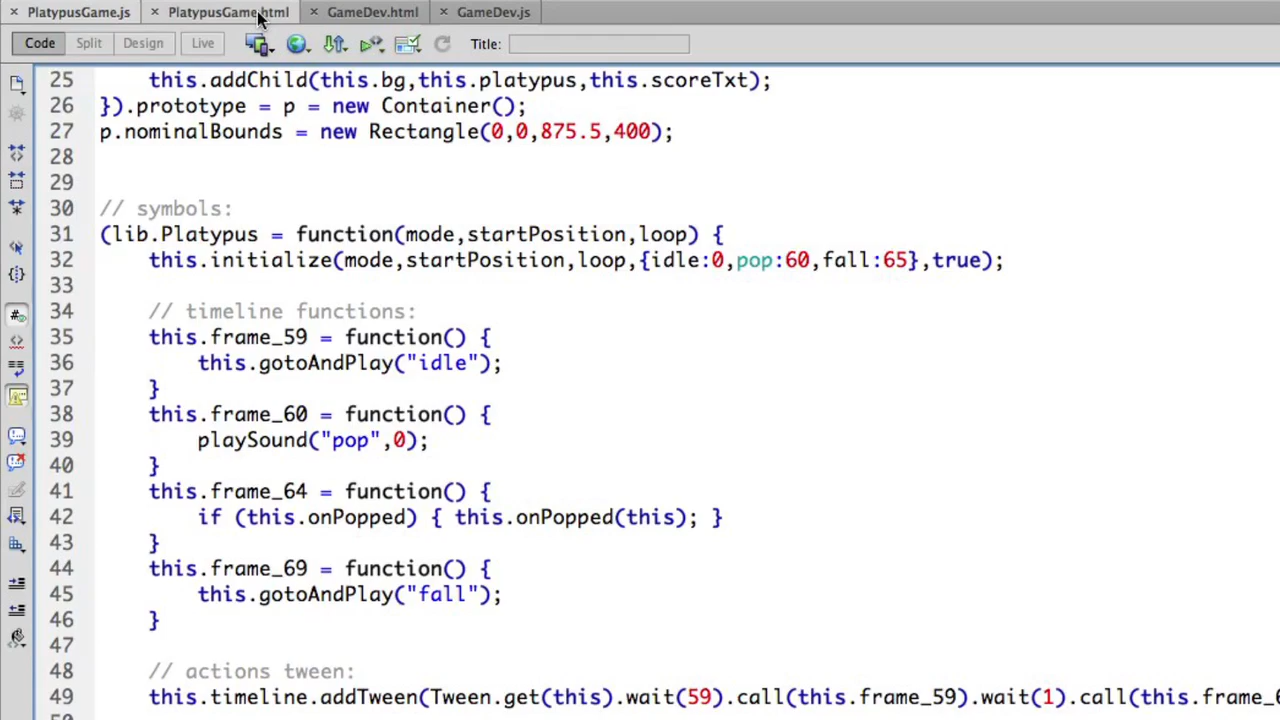 × PlatypusGame.js × PlatypusGame.html × GameDev.html × GameDev.js
Code Split Design Live Title:
25 this.addChild(this.bg,this.platypus,this.scoreTxt);
26 }).prototype = p = new Container();
27 p.nominalBounds = new Rectangle(0,0,875.5,400);
28
29
30 // symbols:
31 (lib.Platypus = function(mode,startPosition,loop) {
32 this.initialize(mode,startPosition,loop,{idle:0,pop:60,fall:65},true);
33
34 // timeline functions:
35 this.frame_59 = function() {
36 this.gotoAndPlay("idle");
37 }
38 this.frame_60 = function() {
39 playSound("pop",0);
40 }
41 this.frame_64 = function() {
42 if (this.onPopped) { this.onPopped(this); }
43 }
44 this.frame_69 = function() {
45 this.gotoAndPlay("fall");
46 }
47
48 // actions tween:
49 this.timeline.addTween(Tween.get(this).wait(59).call(this.frame_59).wait(1).call(this.frame_6
50